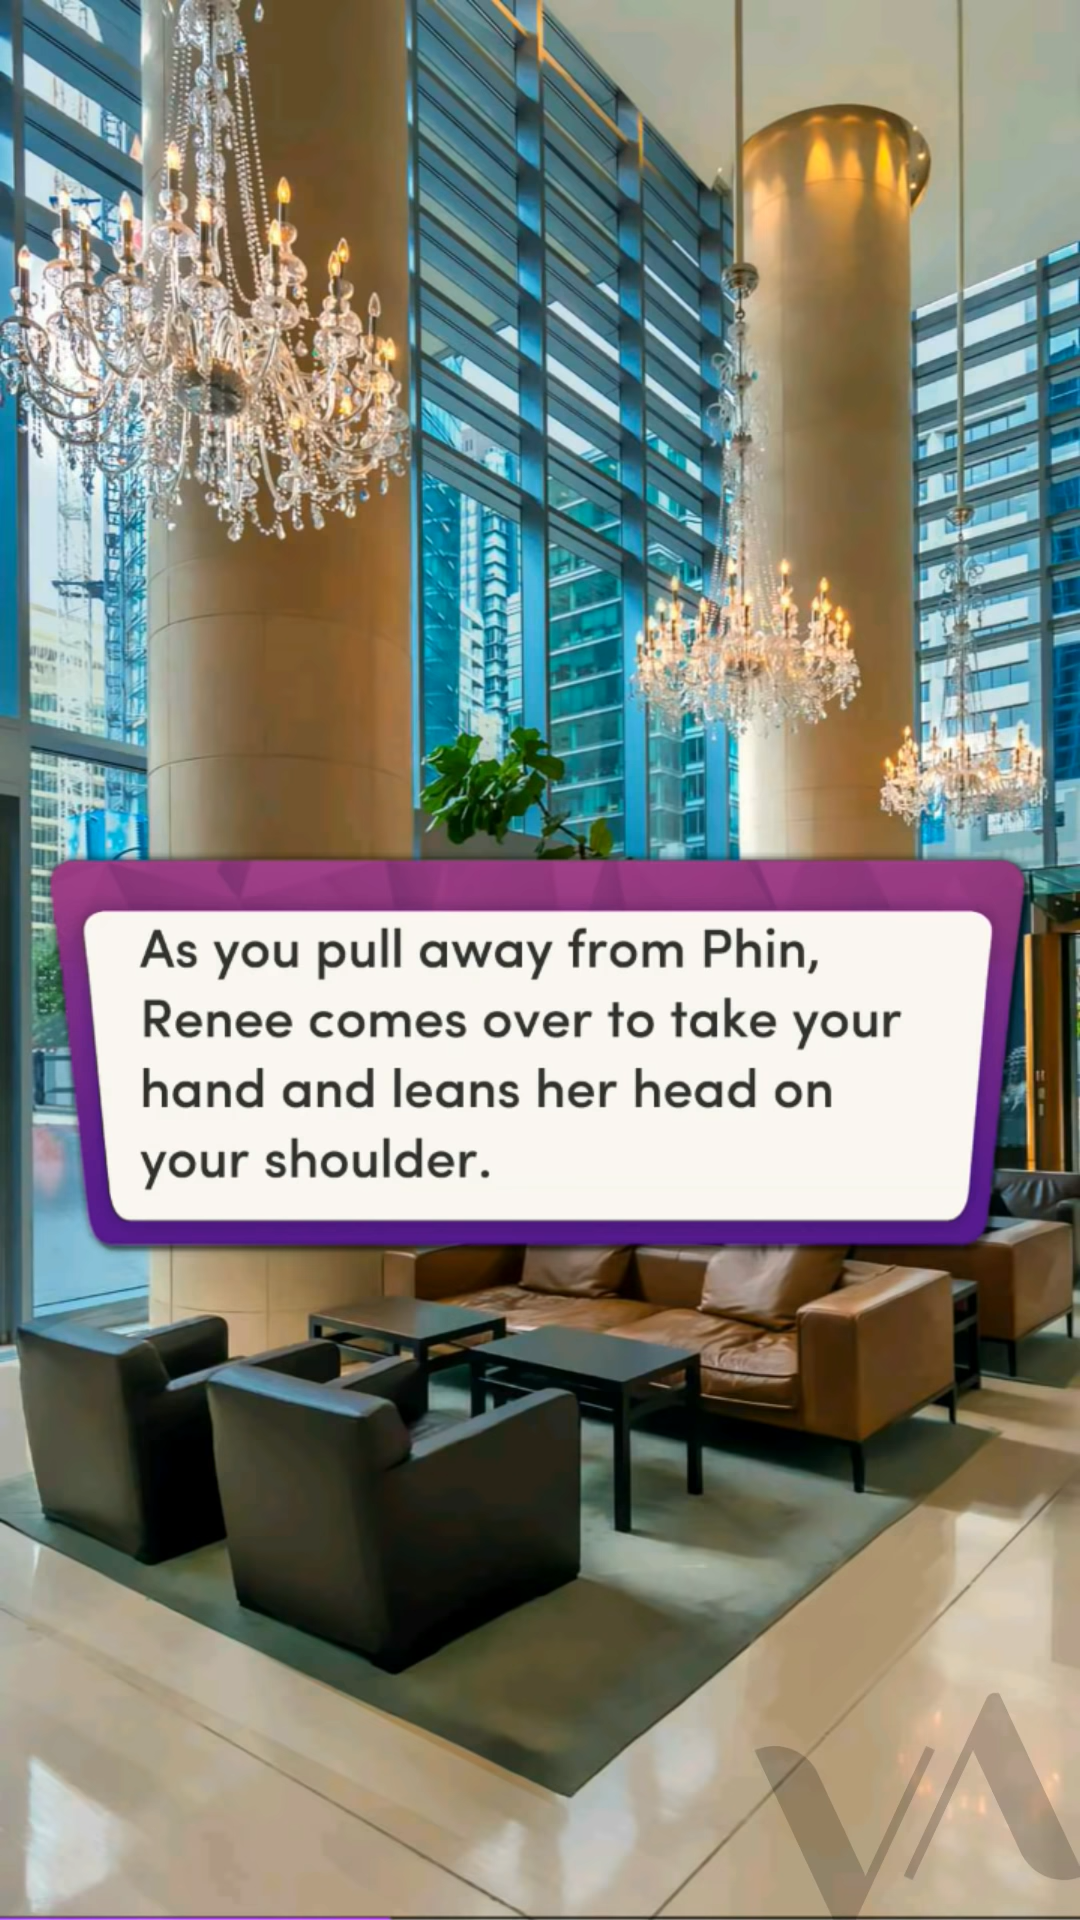 As you pull away from Phin,
Renee comes over to take your
hand and leans her head on
your shoulder.
VA